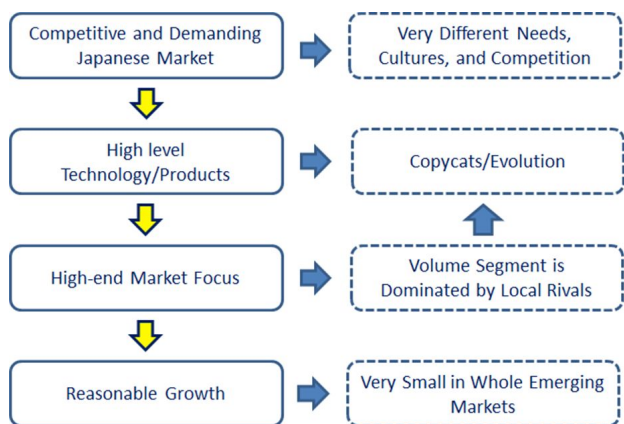 Competitive and Demanding
Japanese Market
Very Different Needs,
Cultures, and Competition
High level
Technology/Products
Copycats/Evolution
High-end Market Focus
Volume Segment is
Dominated by Local Rivals
Reasonable Growth
Very Small in Whole Emerging
Markets